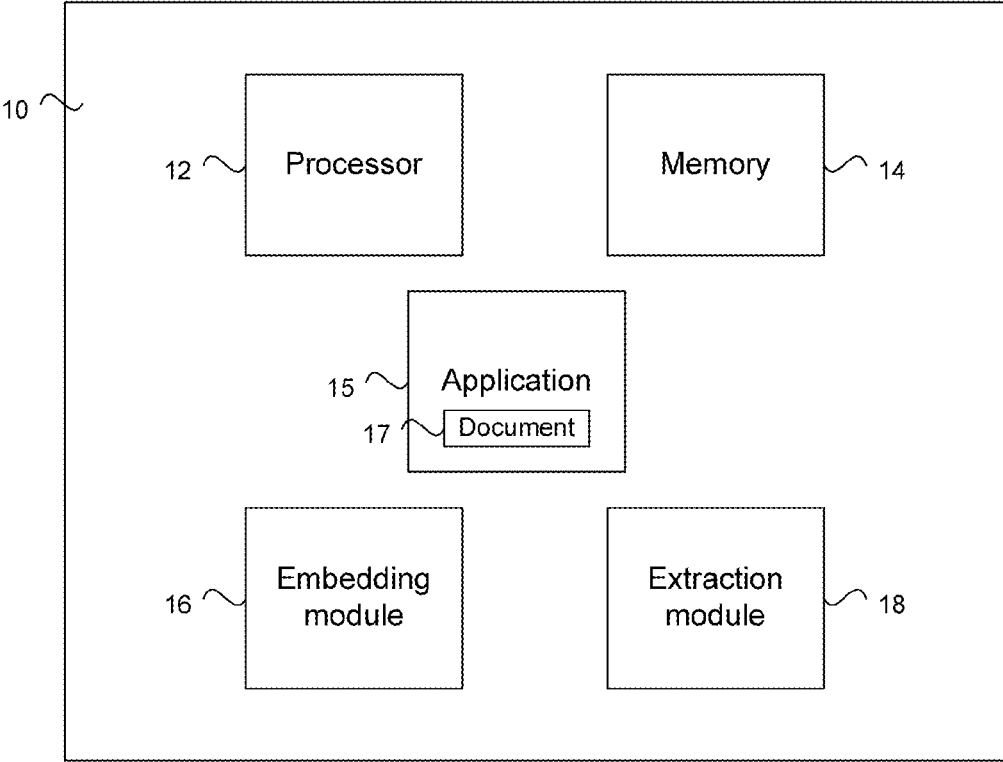 10
12
Processor
Memory
14
15
Application
17
Document
16
Embedding
module
Extraction
module
18